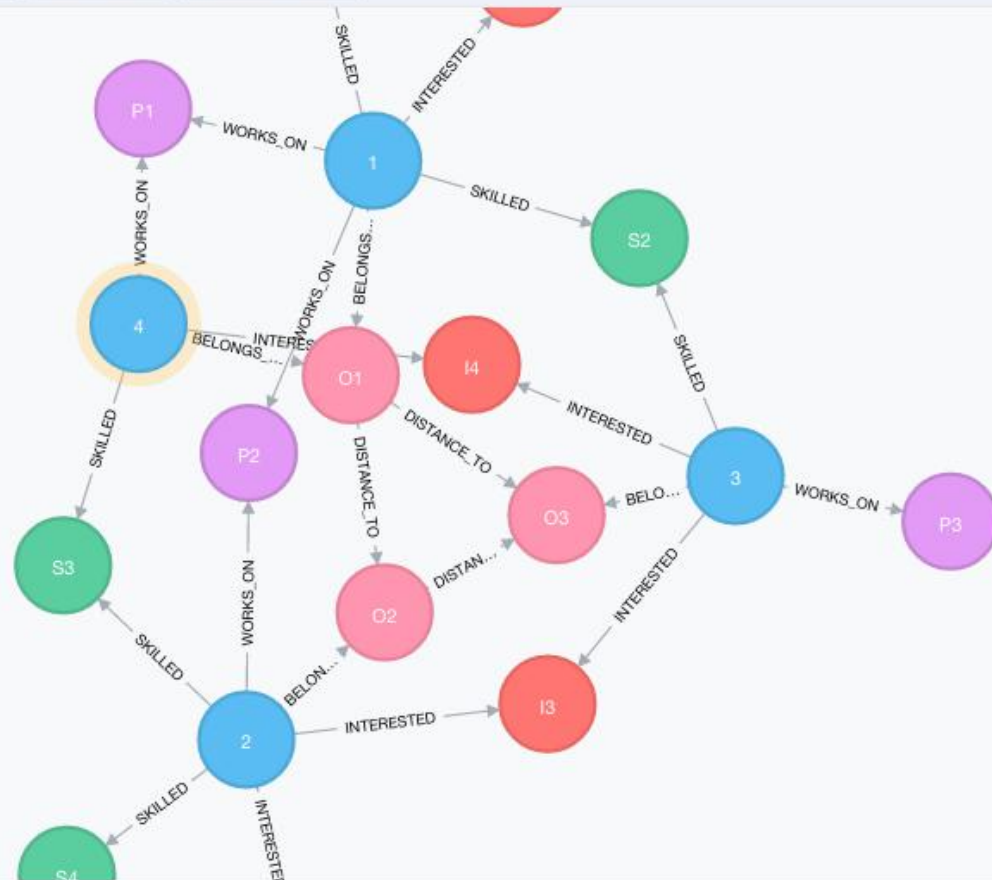 SKILLED
INTERESTED
P1
WORKS_ON
1
SKILLED
WORKS_ON
S2
BELONGS...
WORKS_ON
4
INTERES
BELONGS_...
O1
I4
SKILLED
INTERESTED
DISTANCE_TO
SKILLED
P2
DISTANCE_TO
3
BELO...
WORKS_ON
O3
P3
S3
DISTAN...
INTERESTED
WORKS_ON
O2
SKILLED
BELON...
I3
2
INTERESTED
SKILLED
INTERESTE
S4